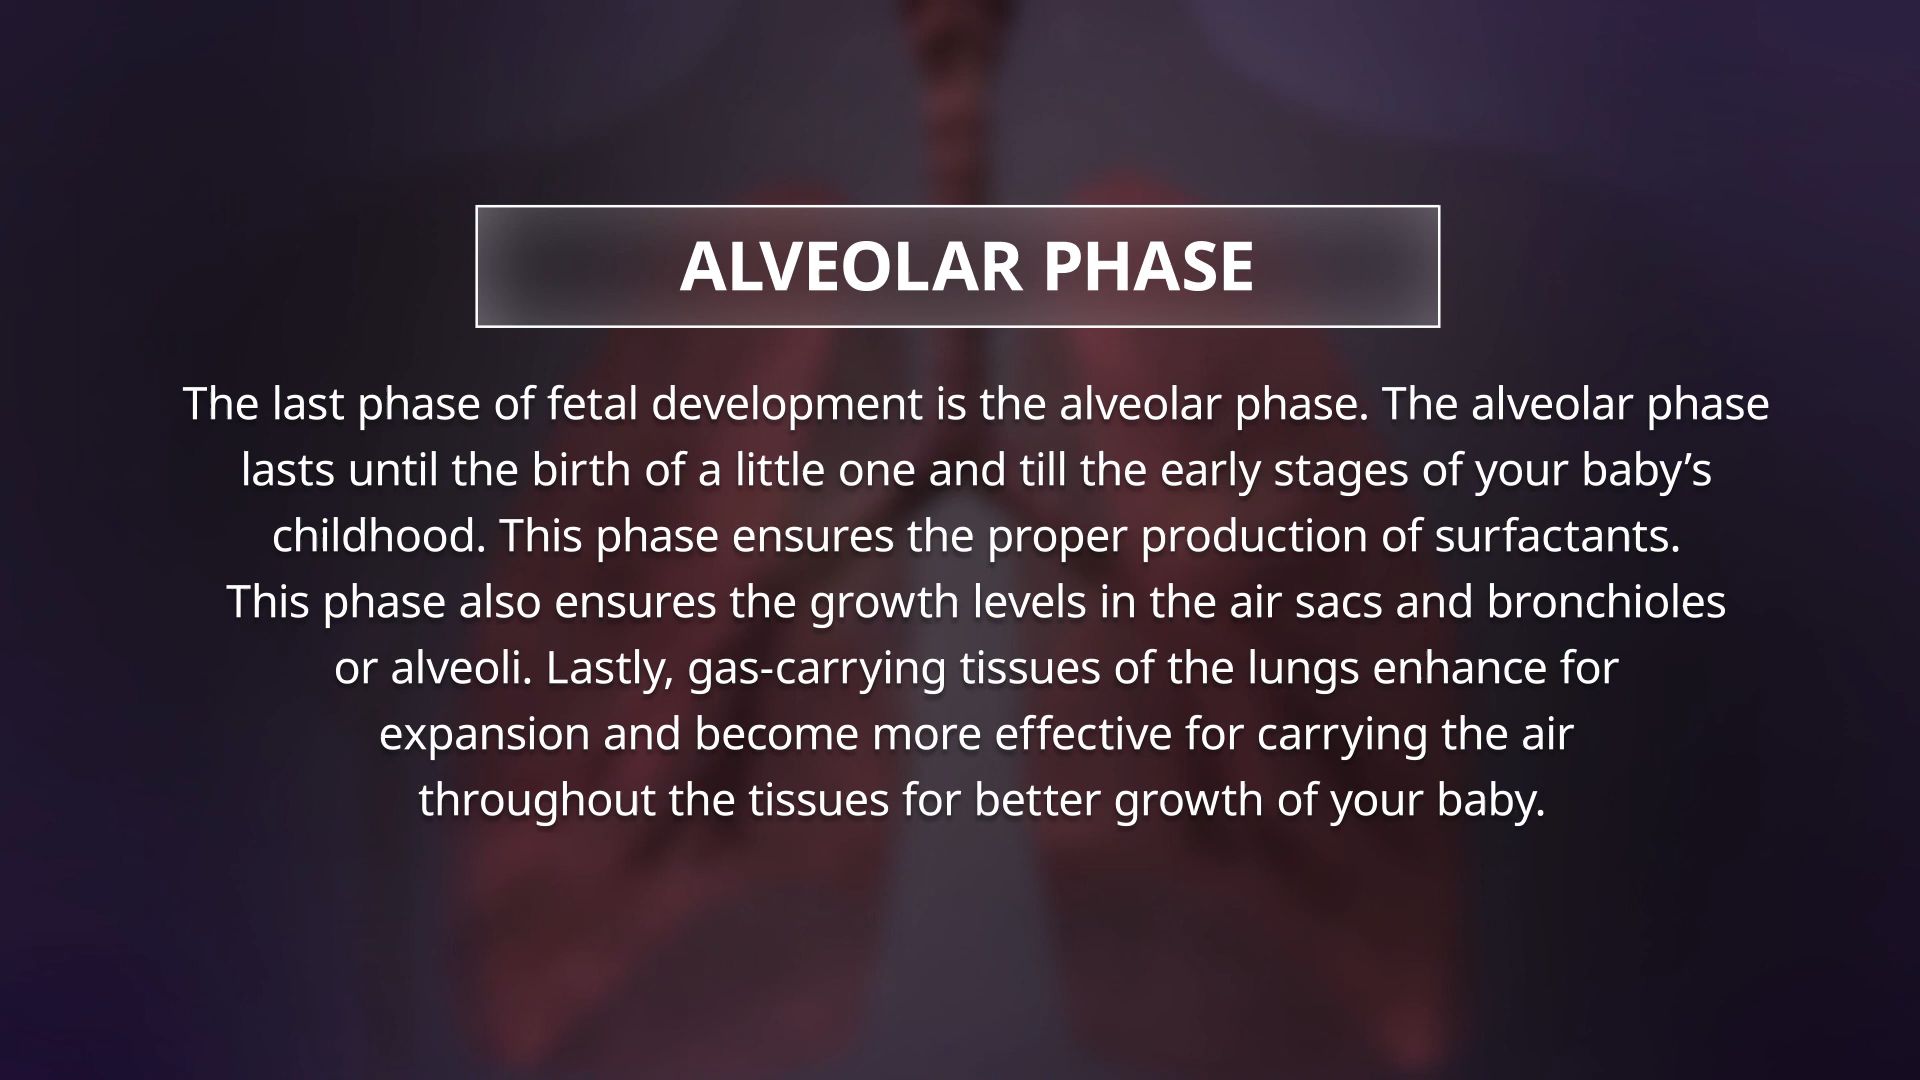 ALVEOLAR PHASE
The last phase of fetal development is the alveolar phase. The alveolar phase
lasts until the birth of a little one and till the early stages of your baby’s
childhood. This phase ensures the proper production of surfactants.
This phase also ensures the growth levels in the air sacs and bronchioles
or alveoli. Lastly, gas-carrying tissues of the lungs enhance for
expansion and become more effective for carrying the air
throughout the tissues for better growth of your baby.